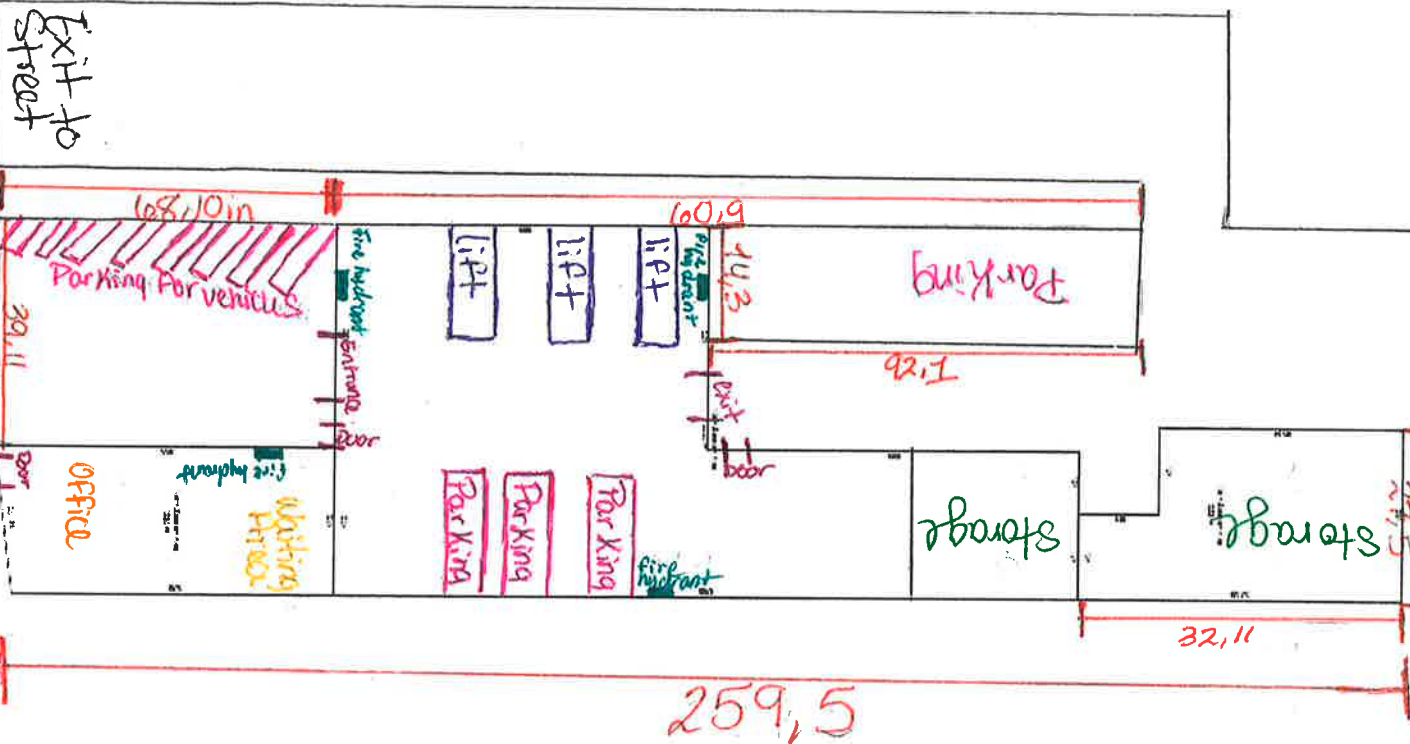 Exit to
Street
68,10in
60,9
Parking For vehicles
39,11
fire hydrant
Entrance
Door
lift
lift
lift
Fire
hydrant
14,3
Parking
92,1
exit
Door
Door
OFFice
fire hydrant
Waiting
Area
Parking
Parking
Parking
fire
hydrant
Storage
Storage
32,11
259,5